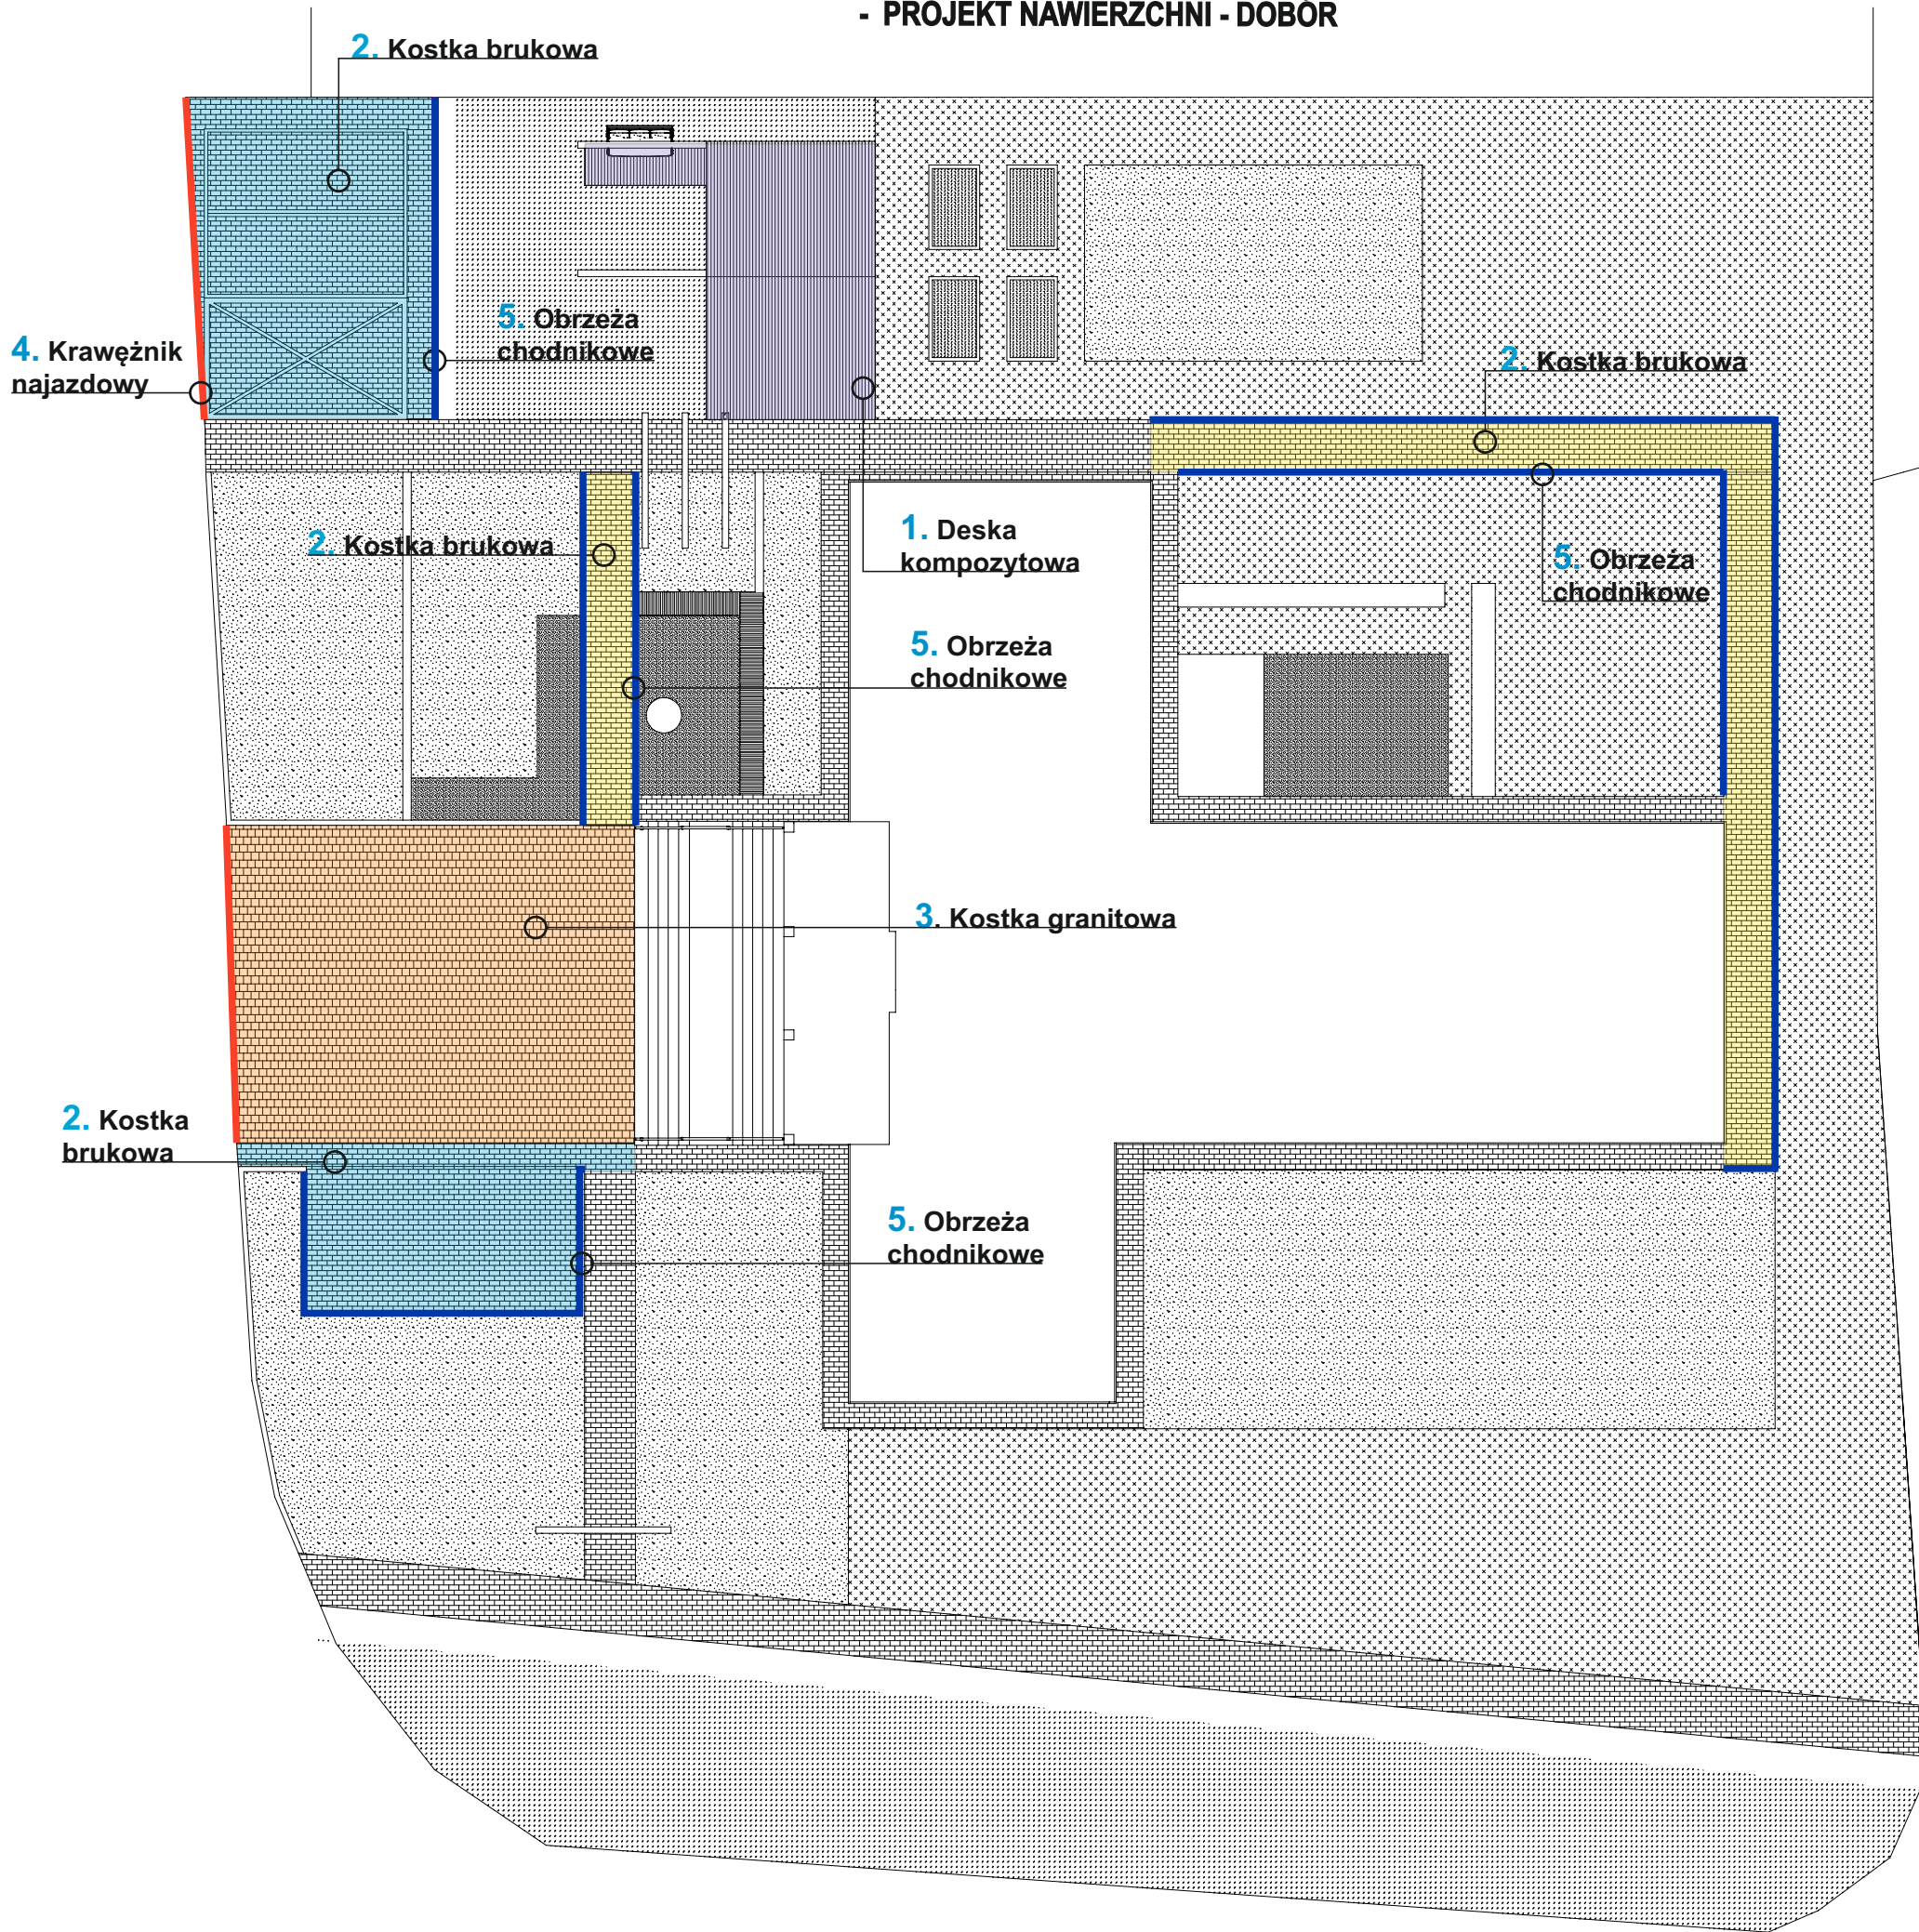 - PROJEKT NAWIERZCHNI - DOBÓR
2. Kostka brukowa
5. Obrzeża
chodnikowe
4. Krawężnik
najazdowy
2. Kostka brukowa
1. Deska
kompozytowa
2. Kostka brukowa
5. Obrzeża
chodnikowe
5. Obrzeża
chodnikowe
3. Kostka granitowa
2. Kostka
brukowa
5. Obrzeża
chodnikowe